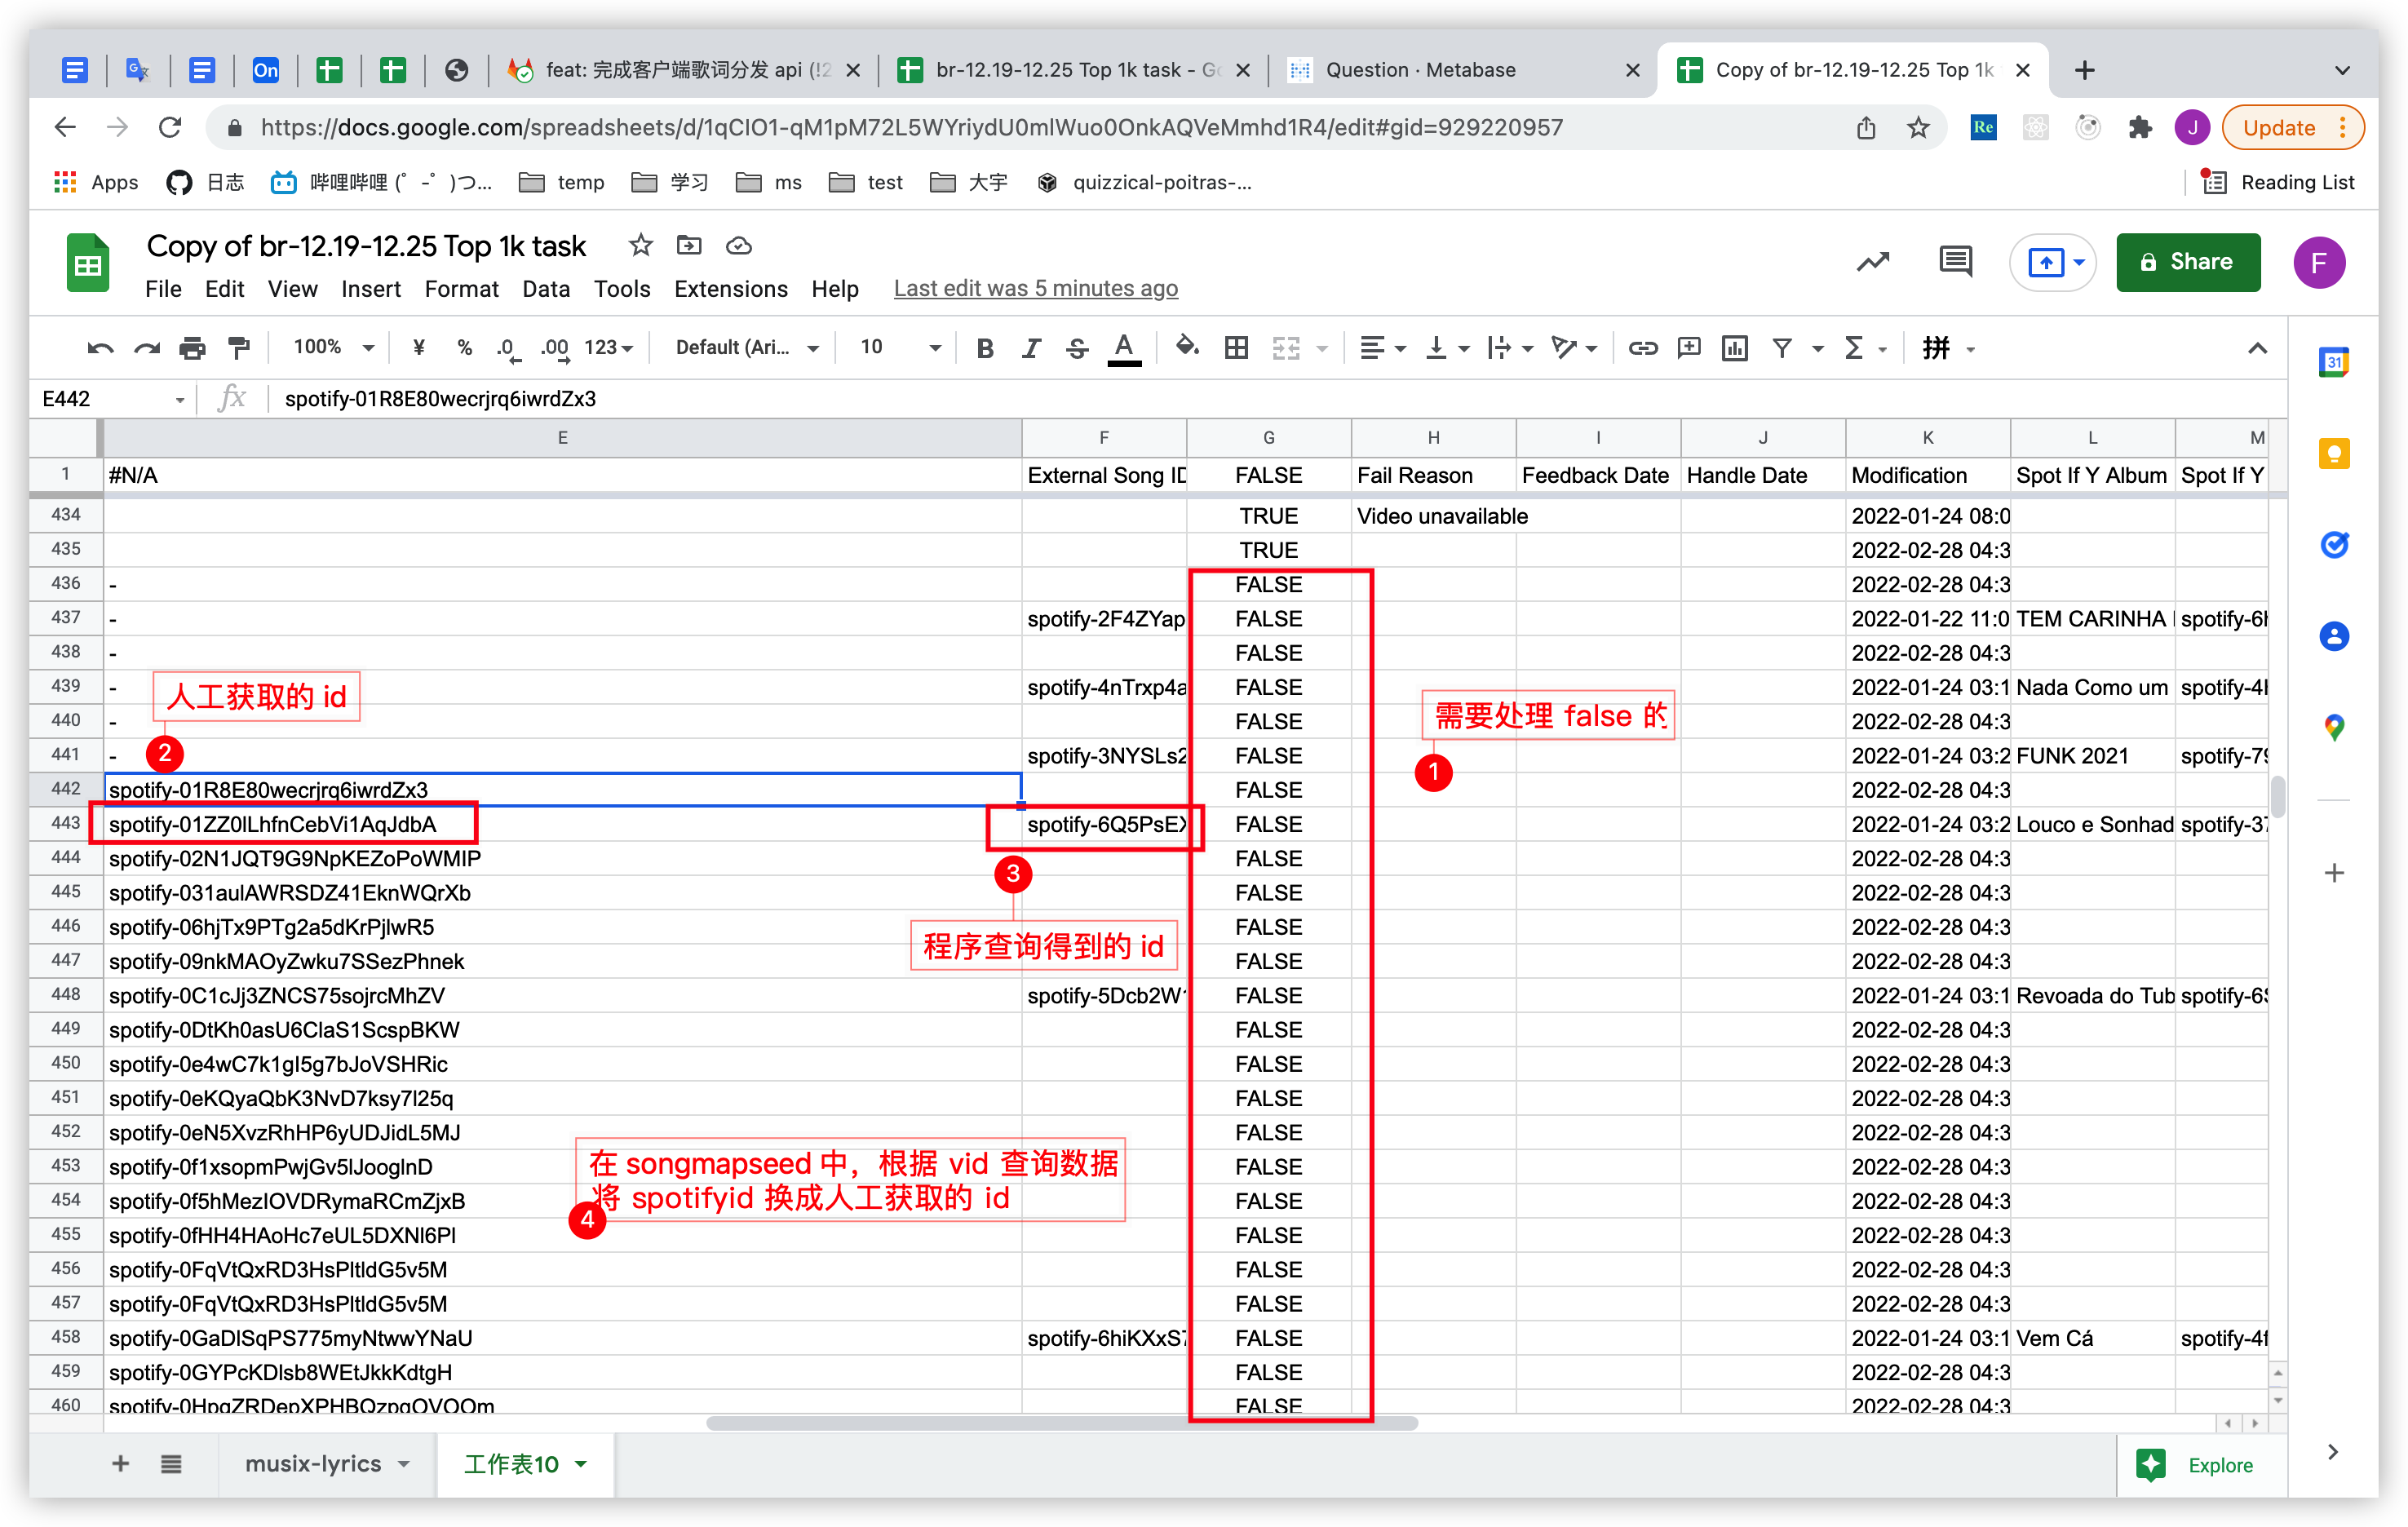 On
feat: 完成客户端歌词分发 api (!2
br-12.19-12.25 Top 1k task - Go
Question · Metabase
Copy of br-12.19-12.25 Top 1k
https://docs.google.com/spreadsheets/d/1qCIO1-qM1pM72L5WYriydU0mlWuo0OnkAQVeMmhd1R4/edit#gid=929220957
Re
J
Update
Apps
日志
哔哩哔哩 (゜-゜)つ...
temp
学习
ms
test
大宇
quizzical-poitras-...
Reading List
Copy of br-12.19-12.25 Top 1k task
File Edit View Insert Format Data Tools Extensions Help Last edit was 5 minutes ago
Share
F
100% ¥ % .0 .00 123 Default (Ari... 10 B I S A Σ 拼
31
E442 fx spotify-01R8E80wecrjrq6iwrdZx3
E F G H I J K L M
1 #N/A External Song ID FALSE Fail Reason Feedback Date Handle Date Modification Spot If Y Album Spot If Y
434 TRUE Video unavailable 2022-01-24 08:0
435 TRUE 2022-02-28 04:3
436 - FALSE 2022-02-28 04:3
437 - spotify-2F4ZYap FALSE 2022-01-22 11:0 TEM CARINHA spotify-6
438 - FALSE 2022-02-28 04:3
439 - spotify-4nTrxp4a FALSE 2022-01-24 03:1 Nada Como um spotify-4
440 - FALSE 2022-02-28 04:3
441 - spotify-3NYSLs2 FALSE 2022-01-24 03:2 FUNK 2021 spotify-79
442 spotify-01R8E80wecrjrq6iwrdZx3 FALSE 2022-02-28 04:3
443 spotify-01ZZ0lLhfnCebVi1AqJdbA spotify-6Q5PsEX FALSE 2022-01-24 03:2 Louco e Sonhad spotify-37
444 spotify-02N1JQT9G9NpKEZoPoWMIP FALSE 2022-02-28 04:3
445 spotify-031aulAWRSDZ41EknWQrXb FALSE 2022-02-28 04:3
446 spotify-06hjTx9PTg2a5dKrPjlwR5 FALSE 2022-02-28 04:3
447 spotify-09nkMAOyZwku7SSezPhnek FALSE 2022-02-28 04:3
448 spotify-0C1cJj3ZNCS75sojrcMhZV spotify-5Dcb2W FALSE 2022-01-24 03:1 Revoada do Tub spotify-6S
449 spotify-0DtKh0asU6ClaS1ScspBKW FALSE 2022-02-28 04:3
450 spotify-0e4wC7k1gI5g7bJoVSHRic FALSE 2022-02-28 04:3
451 spotify-0eKQyaQbK3NvD7ksy7l25q FALSE 2022-02-28 04:3
452 spotify-0eN5XvzRhHP6yUDJidL5MJ FALSE 2022-02-28 04:3
453 spotify-0f1xsopmPwjGv5lJooglnD FALSE 2022-02-28 04:3
454 spotify-0f5hMezIOVDRymaRCmZjxB FALSE 2022-02-28 04:3
455 spotify-0fHH4HAoHc7eUL5DXNl6Pl FALSE 2022-02-28 04:3
456 spotify-0FqVtQxRD3HsPltldG5v5M FALSE 2022-02-28 04:3
457 spotify-0FqVtQxRD3HsPltldG5v5M FALSE 2022-02-28 04:3
458 spotify-0GaDlSqPS775myNtwwYNaU spotify-6hiKXxS7 FALSE 2022-01-24 03:1 Vem Cá spotify-4f
459 spotify-0GYPcKDlsb8WEtJkkKdtgH FALSE 2022-02-28 04:3
460 spotify-0HpgZRDepXPHBQzpgOVOOm FALSE 2022-02-28 04:3
人工获取的 id
2
需要处理 false 的
1
3
程序查询得到的 id
在 songmapseed 中，根据 vid 查询数据
将 spotifyid 换成人工获取的 id
4
musix-lyrics
工作表10
Explore